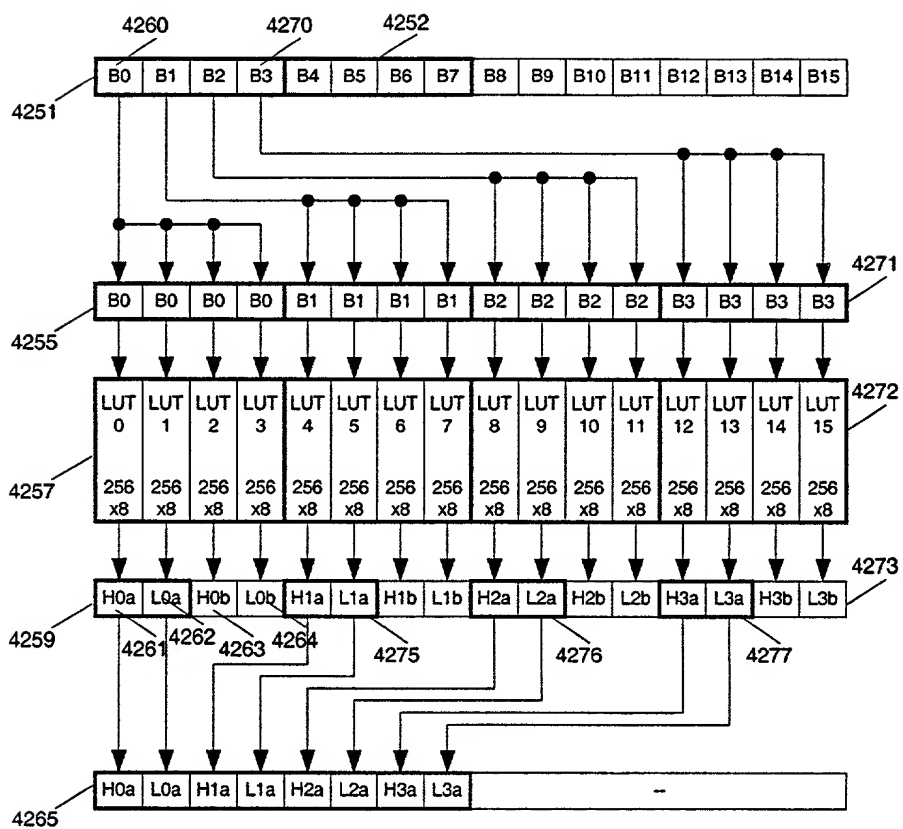 4260 4270 4252
B0 B1 B2 B3 B4 B5 B6 B7 B8 B9 B10 B11 B12 B13 B14 B15
4251
4271
B0 B0 B0 B0 B1 B1 B1 B1 B2 B2 B2 B2 B3 B3 B3 B3
4255
LUT LUT LUT LUT LUT LUT LUT LUT LUT LUT LUT LUT LUT LUT LUT LUT 4272
0 1 2 3 4 5 6 7 8 9 10 11 12 13 14 15
4257
256 256 256 256 256 256 256 256 256 256 256 256 256 256 256 256
x8 x8 x8 x8 x8 x8 x8 x8 x8 x8 x8 x8 x8 x8 x8 x8
4273
H0a L0a H0b L0b H1a L1a H1b L1b H2a L2a H2b L2b H3a L3a H3b L3b
4259 4261 4262 4263 4264 4275 4276 4277
H0a L0a H1a L1a H2a L2a H3a L3a --
4265